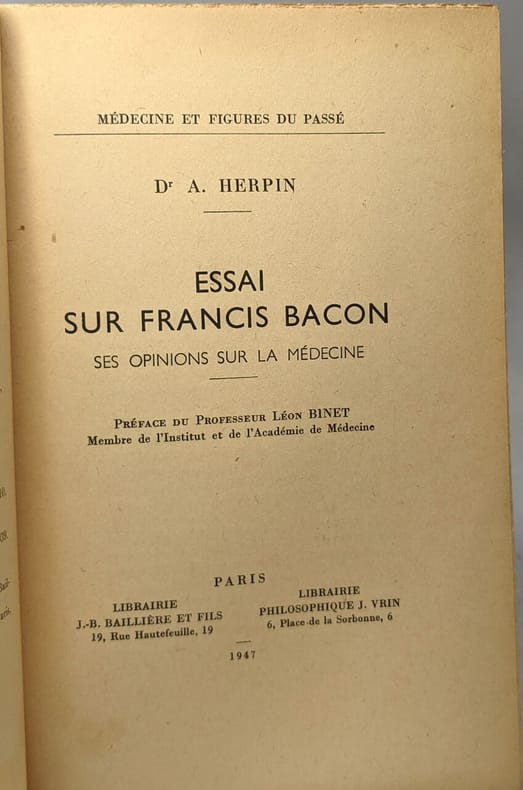 MÉDECINE ET FIGURES DU PASSÉ
Dr A. HERPIN
ESSAI
SUR FRANCIS BACON
SES OPINIONS SUR LA MÉDECINE
PRÉFACE DU PROFESSEUR LÉON BINET
Membre de l'Institut et de l'Académie de Médecine
PARIS
LIBRAIRIE
J.-B. BAILLIÈRE ET FILS
19, Rue Hautefeuille, 19
LIBRAIRIE
PHILOSOPHIQUE J. VRIN
6, Place de la Sorbonne, 6
1947